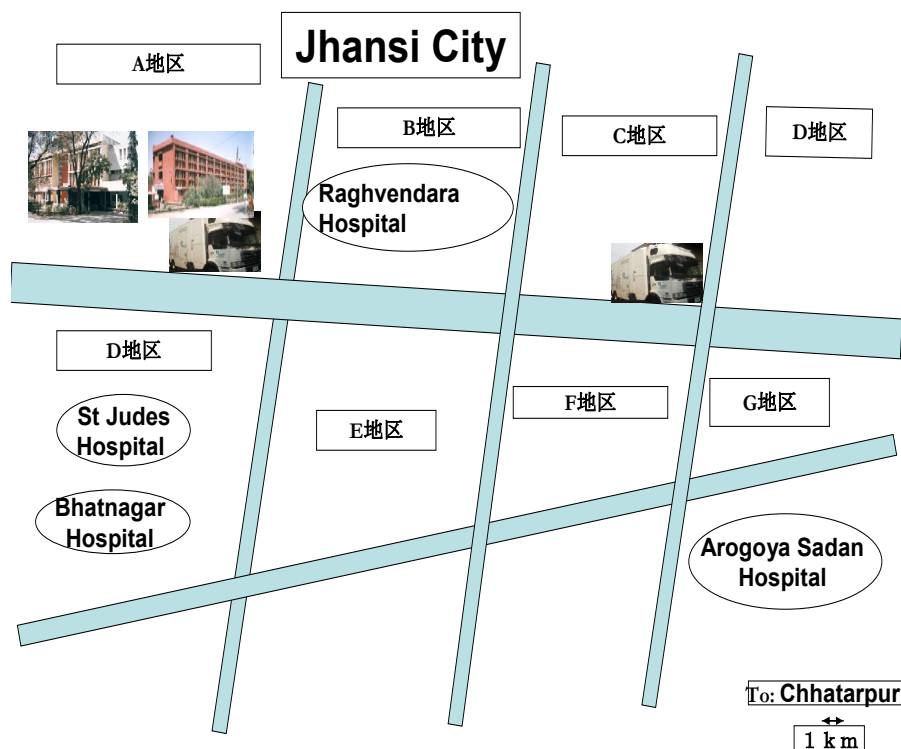 Jhansi City
A地区
B地区
C地区
D地区
Raghvendara
Hospital
D地区
St Judes
Hospital
E地区
F地区
G地区
Bhatnagar
Hospital
Arogoya Sadan
Hospital
To: Chhatarpur
1 km